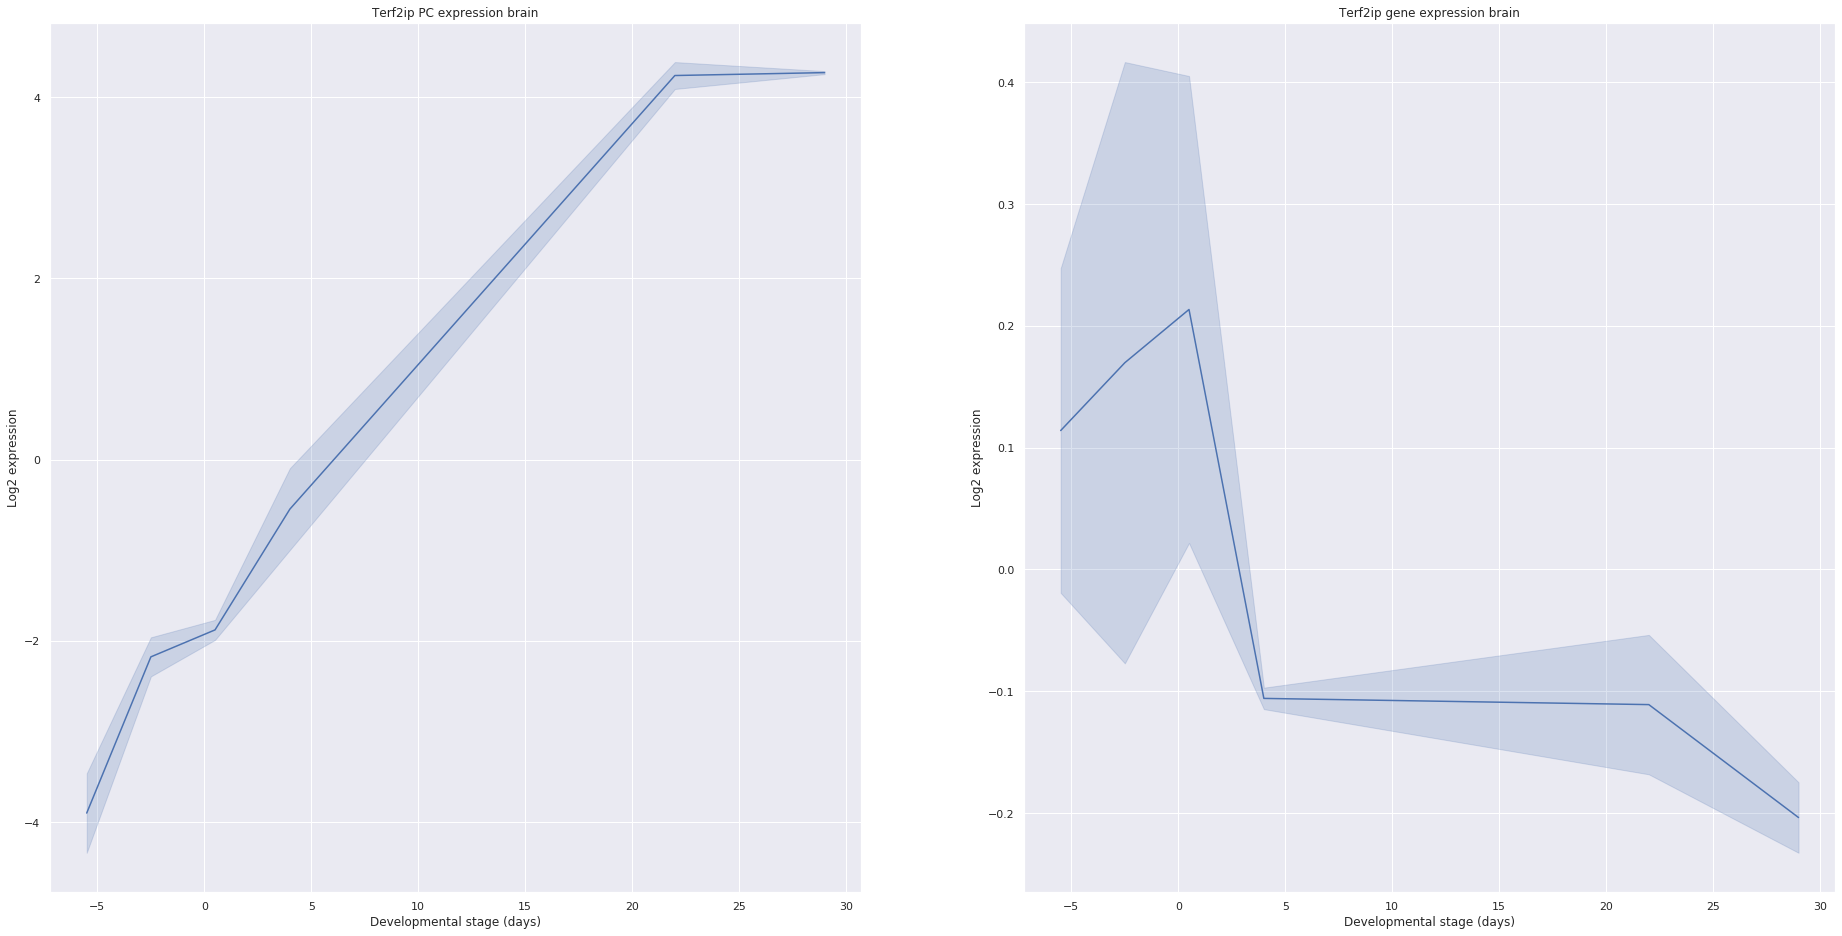 Terf2ip PC expression brain
4
2
0
−2
−4
Log2 expression
−5 0 5 10 15 20 25 30
Developmental stage (days)
Terf2ip gene expression brain
0.4
0.3
0.2
0.1
0.0
−0.1
−0.2
Log2 expression
−5 0 5 10 15 20 25 30
Developmental stage (days)